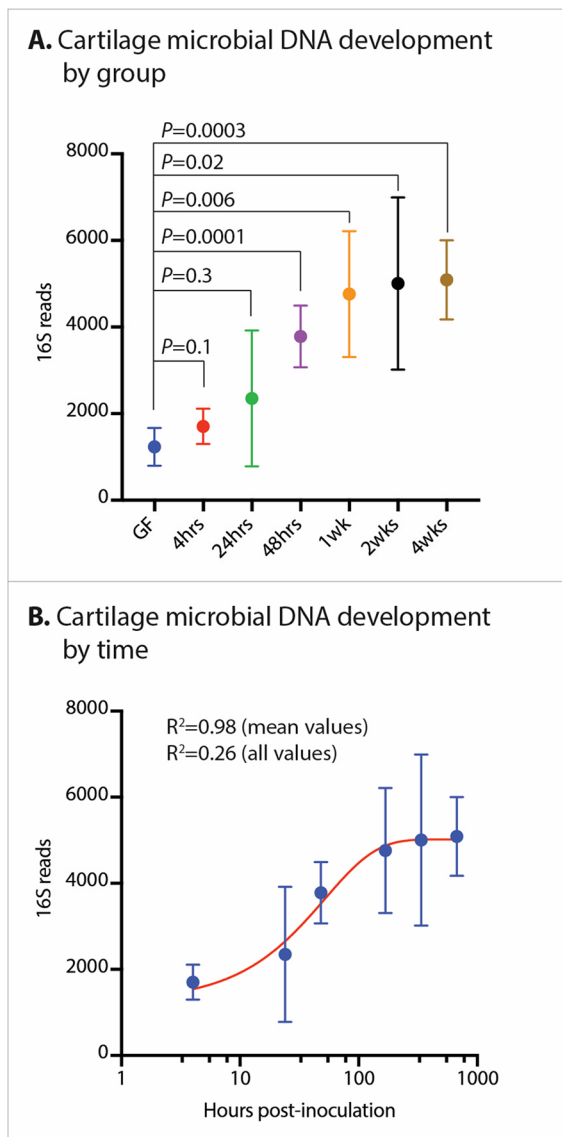 A. Cartilage microbial DNA development
by group
P=0.0003
8000
P=0.02
P=0.006
6000
P=0.0001
P=0.3
4000
P=0.1
2000
0
16S reads
GF
4hrs
24hrs
48hrs
1wk
2wks
4wks
B. Cartilage microbial DNA development
by time
8000
R²=0.98 (mean values)
R²=0.26 (all values)
6000
4000
2000
0
16S reads
1
10
100
1000
Hours post-inoculation